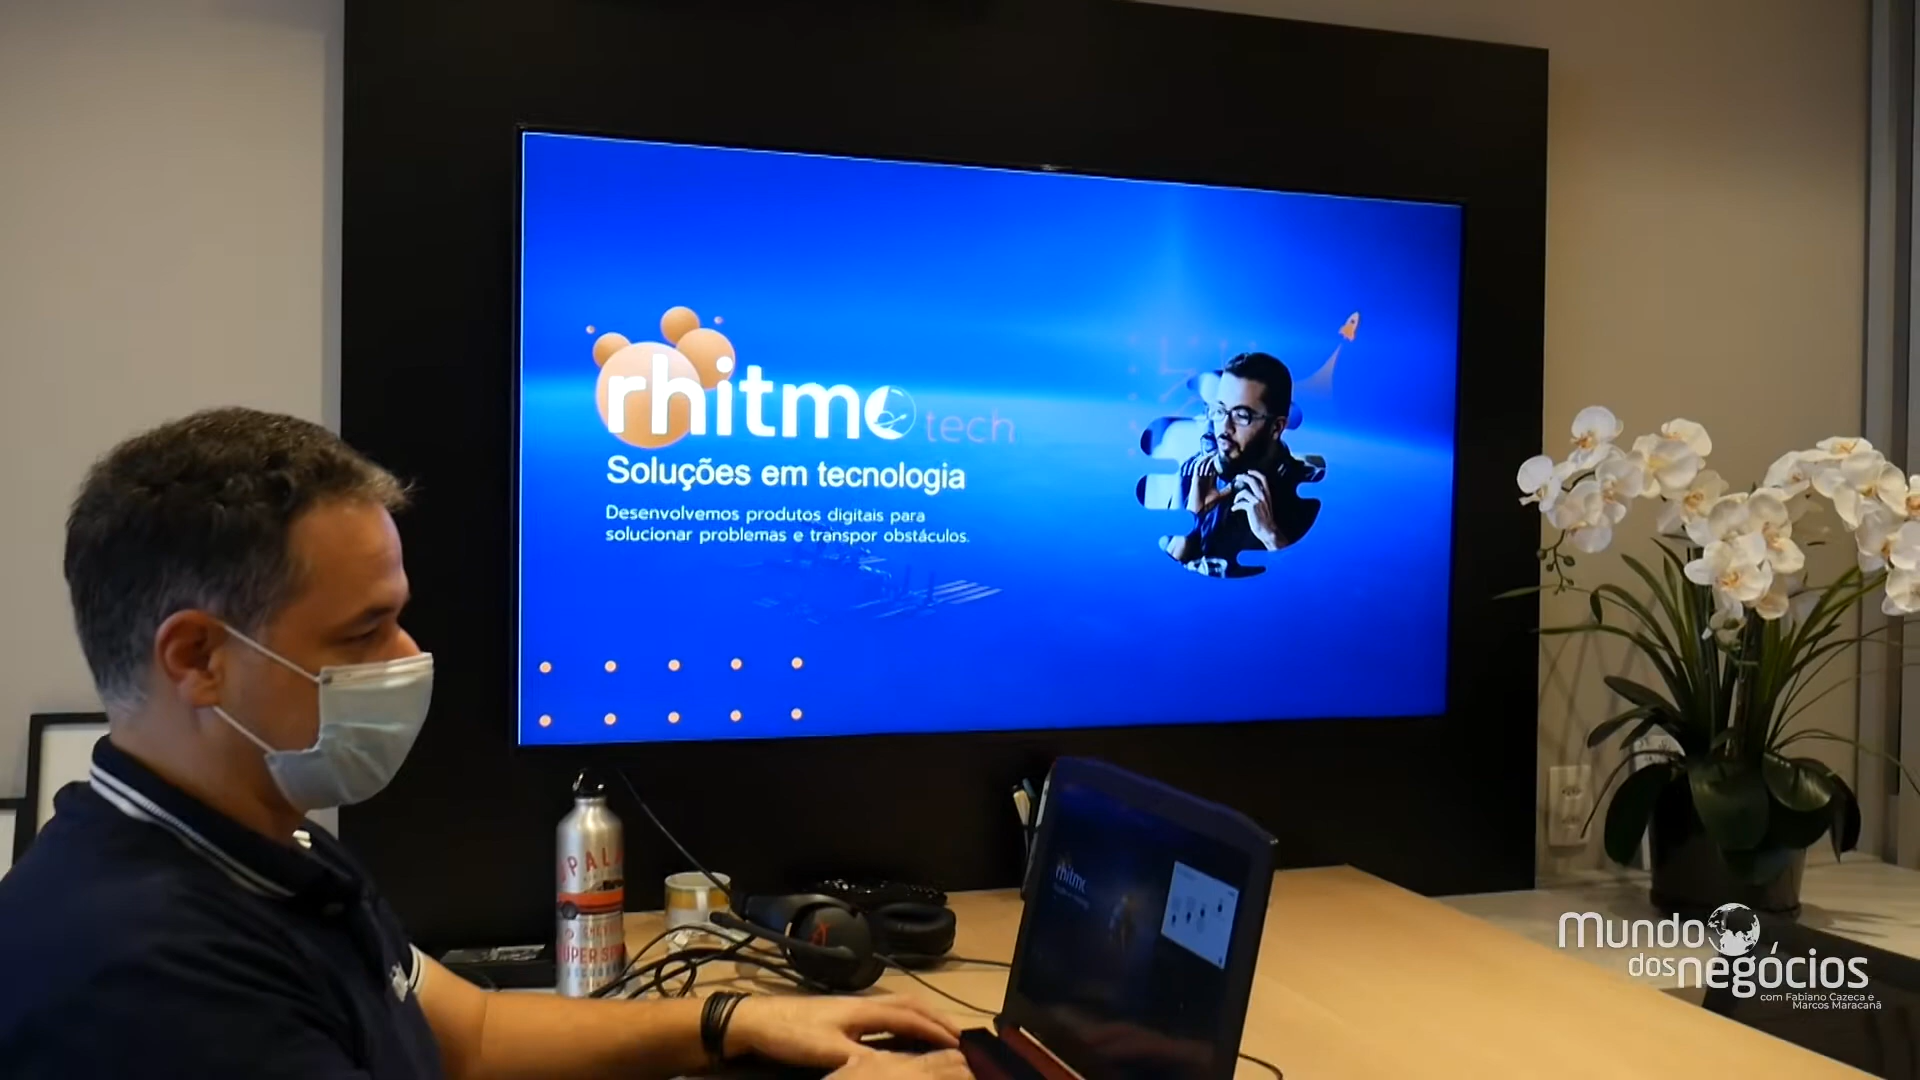 rhitmo tech
Soluções em tecnologia
Desenvolvemos produtos digitais para
solucionar problemas e transpor obstáculos.
rhitmo
Mundo
dos negócios
com Fabiano Cazeca e
Marcos Maracanã